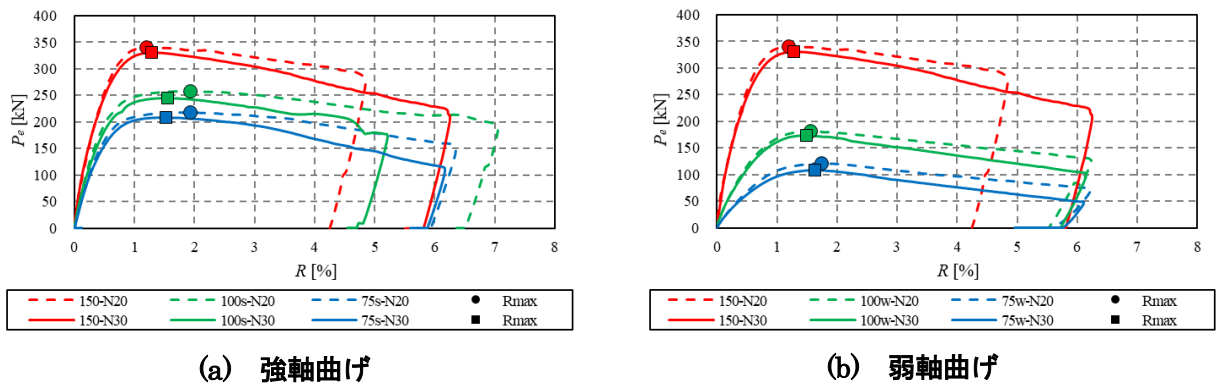 400
350
300
250
200
150
100
50
0
Pe [kN]
0 1 2 3 4 5 6 7 8
R [%]
150-N20 100s-N20 75s-N20 Rmax
150-N30 100s-N30 75s-N30 Rmax
(a) 強軸曲げ
400
350
300
250
200
150
100
50
0
Pe [kN]
0 1 2 3 4 5 6 7 8
R [%]
150-N20 100w-N20 75w-N20 Rmax
150-N30 100w-N30 75w-N30 Rmax
(b) 弱軸曲げ